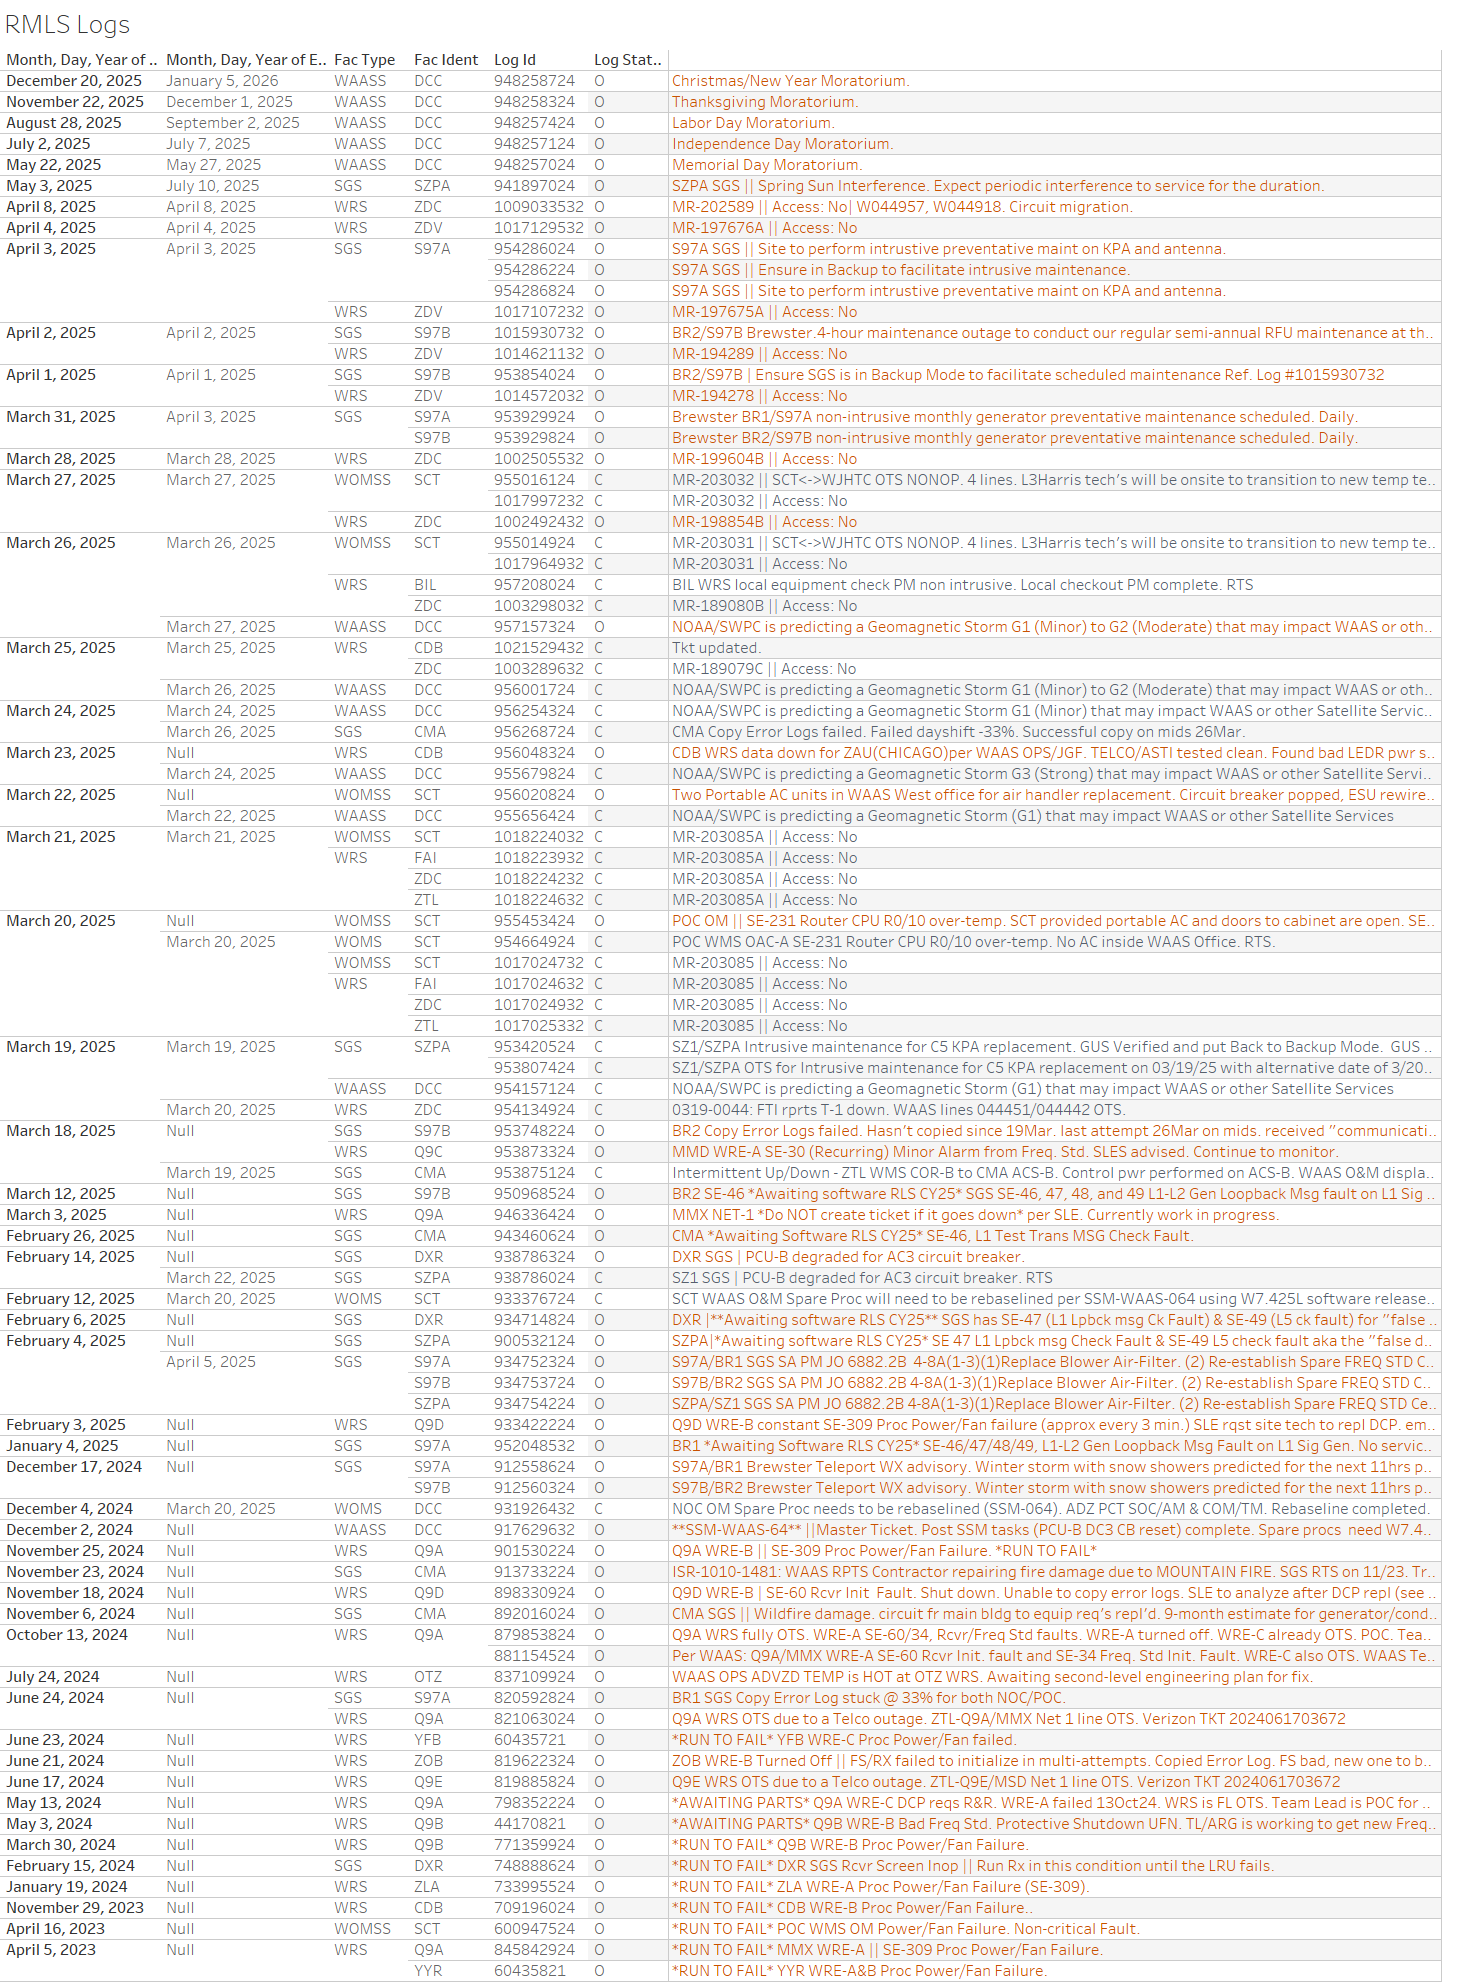 RMLS Logs
Month, Day, Year of .. Month, Day, Year of E.. Fac Type Fac Ident Log Id Log Stat..
December 20, 2025 January 5, 2026 WAASS DCC 948258724 O Christmas/New Year Moratorium.
November 22, 2025 December 1, 2025 WAASS DCC 948258324 O Thanksgiving Moratorium.
August 28, 2025 September 2, 2025 WAASS DCC 948257424 O Labor Day Moratorium.
July 2, 2025 July 7, 2025 WAASS DCC 948257124 O Independence Day Moratorium.
May 22, 2025 May 27, 2025 WAASS DCC 948257024 O Memorial Day Moratorium.
May 3, 2025 July 10, 2025 SGS SZPA 941897024 O SZPA SGS || Spring Sun Interference. Expect periodic interference to service for the duration.
April 8, 2025 April 8, 2025 WRS ZDC 1009033532 O MR-202589 || Access: No| W044957, W044918. Circuit migration.
April 4, 2025 April 4, 2025 WRS ZDV 1017129532 O MR-197676A || Access: No
April 3, 2025 April 3, 2025 SGS S97A 954286024 O S97A SGS || Site to perform intrustive preventative maint on KPA and antenna.
954286224 O S97A SGS || Ensure in Backup to facilitate intrusive maintenance.
954286824 O S97A SGS || Site to perform intrustive preventative maint on KPA and antenna.
WRS ZDV 1017107232 O MR-197675A || Access: No
April 2, 2025 April 2, 2025 SGS S97B 1015930732 O BR2/S97B Brewster.4-hour maintenance outage to conduct our regular semi-annual RFU maintenance at th..
WRS ZDV 1014621132 O MR-194289 || Access: No
April 1, 2025 April 1, 2025 SGS S97B 953854024 O BR2/S97B | Ensure SGS is in Backup Mode to facilitate scheduled maintenance Ref. Log #1015930732
WRS ZDV 1014572032 O MR-194278 || Access: No
March 31, 2025 April 3, 2025 SGS S97A 953929924 O Brewster BR1/S97A non-intrusive monthly generator preventative maintenance scheduled. Daily.
S97B 953929824 O Brewster BR2/S97B non-intrusive monthly generator preventative maintenance scheduled. Daily.
March 28, 2025 March 28, 2025 WRS ZDC 1002505532 O MR-199604B || Access: No
March 27, 2025 March 27, 2025 WOMSS SCT 955016124 C MR-203032 || SCT<->WJHTC OTS NONOP. 4 lines. L3Harris tech's will be onsite to transition to new temp te..
1017997232 C MR-203032 || Access: No
WRS ZDC 1002492432 O MR-198854B || Access: No
March 26, 2025 March 26, 2025 WOMSS SCT 955014924 C MR-203031 || SCT<->WJHTC OTS NONOP. 4 lines. L3Harris tech's will be onsite to transition to new temp te..
1017964932 C MR-203031 || Access: No
WRS BIL 957208024 C BIL WRS local equipment check PM non intrusive. Local checkout PM complete. RTS
ZDC 1003298032 C MR-189080B || Access: No
March 27, 2025 WAASS DCC 957157324 O NOAA/SWPC is predicting a Geomagnetic Storm G1 (Minor) to G2 (Moderate) that may impact WAAS or oth..
March 25, 2025 March 25, 2025 WRS CDB 1021529432 C Tkt updated.
ZDC 1003289632 C MR-189079C || Access: No
March 26, 2025 WAASS DCC 956001724 C NOAA/SWPC is predicting a Geomagnetic Storm G1 (Minor) to G2 (Moderate) that may impact WAAS or oth..
March 24, 2025 March 24, 2025 WAASS DCC 956254324 C NOAA/SWPC is predicting a Geomagnetic Storm G1 (Minor) that may impact WAAS or other Satellite Servic..
March 26, 2025 SGS CMA 956268724 C CMA Copy Error Logs failed. Failed dayshift -33%. Successful copy on mids 26Mar.
March 23, 2025 Null WRS CDB 956048324 O CDB WRS data down for ZAU(CHICAGO)per WAAS OPS/JGF. TELCO/ASTI tested clean. Found bad LEDR pwr s..
March 24, 2025 WAASS DCC 955679824 C NOAA/SWPC is predicting a Geomagnetic Storm G3 (Strong) that may impact WAAS or other Satellite Servi..
March 22, 2025 Null WOMSS SCT 956020824 O Two Portable AC units in WAAS West office for air handler replacement. Circuit breaker popped, ESU rewire..
March 22, 2025 WAASS DCC 955656424 C NOAA/SWPC is predicting a Geomagnetic Storm (G1) that may impact WAAS or other Satellite Services
March 21, 2025 March 21, 2025 WOMSS SCT 1018224032 C MR-203085A || Access: No
WRS FAI 1018223932 C MR-203085A || Access: No
ZDC 1018224232 C MR-203085A || Access: No
ZTL 1018224632 C MR-203085A || Access: No
March 20, 2025 Null WOMSS SCT 955453424 O POC OM || SE-231 Router CPU R0/10 over-temp. SCT provided portable AC and doors to cabinet are open. SE..
March 20, 2025 WOMS SCT 954664924 C POC WMS OAC-A SE-231 Router CPU R0/10 over-temp. No AC inside WAAS Office. RTS.
WOMSS SCT 1017024732 C MR-203085 || Access: No
WRS FAI 1017024632 C MR-203085 || Access: No
ZDC 1017024932 C MR-203085 || Access: No
ZTL 1017025332 C MR-203085 || Access: No
March 19, 2025 March 19, 2025 SGS SZPA 953420524 C SZ1/SZPA Intrusive maintenance for C5 KPA replacement. GUS Verified and put Back to Backup Mode. GUS ..
953807424 C SZ1/SZPA OTS for Intrusive maintenance for C5 KPA replacement on 03/19/25 with alternative date of 3/20..
WAASS DCC 954157124 C NOAA/SWPC is predicting a Geomagnetic Storm (G1) that may impact WAAS or other Satellite Services
March 20, 2025 WRS ZDC 954134924 C 0319-0044: FTI rprts T-1 down. WAAS lines 044451/044442 OTS.
March 18, 2025 Null SGS S97B 953748224 O BR2 Copy Error Logs failed. Hasn't copied since 19Mar. last attempt 26Mar on mids. received "communicati..
WRS Q9C 953873324 O MMD WRE-A SE-30 (Recurring) Minor Alarm from Freq. Std. SLES advised. Continue to monitor.
March 19, 2025 SGS CMA 953875124 C Intermittent Up/Down - ZTL WMS COR-B to CMA ACS-B. Control pwr performed on ACS-B. WAAS O&M displa..
March 12, 2025 Null SGS S97B 950968524 O BR2 SE-46 *Awaiting software RLS CY25* SGS SE-46, 47, 48, and 49 L1-L2 Gen Loopback Msg fault on L1 Sig ..
March 3, 2025 Null WRS Q9A 946336424 O MMX NET-1 *Do NOT create ticket if it goes down* per SLE. Currently work in progress.
February 26, 2025 Null SGS CMA 943460624 O CMA *Awaiting Software RLS CY25* SE-46, L1 Test Trans MSG Check Fault.
February 14, 2025 Null SGS DXR 938786324 O DXR SGS | PCU-B degraded for AC3 circuit breaker.
March 22, 2025 SGS SZPA 938786024 C SZ1 SGS | PCU-B degraded for AC3 circuit breaker. RTS
February 12, 2025 March 20, 2025 WOMS SCT 933376724 C SCT WAAS O&M Spare Proc will need to be rebaselined per SSM-WAAS-064 using W7.425L software release..
February 6, 2025 Null SGS DXR 934714824 O DXR |**Awaiting software RLS CY25** SGS has SE-47 (L1 Lpbck msg Ck Fault) & SE-49 (L5 ck fault) for "false ..
February 4, 2025 Null SGS SZPA 900532124 O SZPA|*Awaiting software RLS CY25* SE 47 L1 Lpbck msg Check Fault & SE-49 L5 check fault aka the "false d..
April 5, 2025 SGS S97A 934752324 O S97A/BR1 SGS SA PM JO 6882.2B 4-8A(1-3)(1)Replace Blower Air-Filter. (2) Re-establish Spare FREQ STD C..
S97B 934753724 O S97B/BR2 SGS SA PM JO 6882.2B 4-8A(1-3)(1)Replace Blower Air-Filter. (2) Re-establish Spare FREQ STD C..
SZPA 934754224 O SZPA/SZ1 SGS SA PM JO 6882.2B 4-8A(1-3)(1)Replace Blower Air-Filter. (2) Re-establish Spare FREQ STD Ce..
February 3, 2025 Null WRS Q9D 933422224 O Q9D WRE-B constant SE-309 Proc Power/Fan failure (approx every 3 min.) SLE rqst site tech to repl DCP. em..
January 4, 2025 Null SGS S97A 952048532 O BR1 *Awaiting Software RLS CY25* SE-46/47/48/49, L1-L2 Gen Loopback Msg Fault on L1 Sig Gen. No servic..
December 17, 2024 Null SGS S97A 912558624 O S97A/BR1 Brewster Teleport WX advisory. Winter storm with snow showers predicted for the next 11hrs p..
S97B 912560324 O S97B/BR2 Brewster Teleport WX advisory. Winter storm with snow showers predicted for the next 11hrs p..
December 4, 2024 March 20, 2025 WOMS DCC 931926432 C NOC OM Spare Proc needs to be rebaselined (SSM-064). ADZ PCT SOC/AM & COM/TM. Rebaseline completed.
December 2, 2024 Null WAASS DCC 917629632 O **SSM-WAAS-64** ||Master Ticket. Post SSM tasks (PCU-B DC3 CB reset) complete. Spare procs need W7.4..
November 25, 2024 Null WRS Q9A 901530224 O Q9A WRE-B || SE-309 Proc Power/Fan Failure. *RUN TO FAIL*
November 23, 2024 Null SGS CMA 913733224 O ISR-1010-1481: WAAS RPTS Contractor repairing fire damage due to MOUNTAIN FIRE. SGS RTS on 11/23. Tr..
November 18, 2024 Null WRS Q9D 898330924 O Q9D WRE-B | SE-60 Rcvr Init Fault. Shut down. Unable to copy error logs. SLE to analyze after DCP repl (see ..
November 6, 2024 Null SGS CMA 892016024 O CMA SGS || Wildfire damage. circuit fr main bldg to equip req's repl'd. 9-month estimate for generator/cond..
October 13, 2024 Null WRS Q9A 879853824 O Q9A WRS fully OTS. WRE-A SE-60/34, Rcvr/Freq Std faults. WRE-A turned off. WRE-C already OTS. POC. Tea..
881154524 O Per WAAS: Q9A/MMX WRE-A SE-60 Rcvr Init. fault and SE-34 Freq. Std Init. Fault. WRE-C also OTS. WAAS Te..
July 24, 2024 Null WRS OTZ 837109924 O WAAS OPS ADVZD TEMP is HOT at OTZ WRS. Awaiting second-level engineering plan for fix.
June 24, 2024 Null SGS S97A 820592824 O BR1 SGS Copy Error Log stuck @ 33% for both NOC/POC.
WRS Q9A 821063024 O Q9A WRS OTS due to a Telco outage. ZTL-Q9A/MMX Net 1 line OTS. Verizon TKT 2024061703672
June 23, 2024 Null WRS YFB 60435721 O *RUN TO FAIL* YFB WRE-C Proc Power/Fan failed.
June 21, 2024 Null WRS ZOB 819622324 O ZOB WRE-B Turned Off || FS/RX failed to initialize in multi-attempts. Copied Error Log. FS bad, new one to b..
June 17, 2024 Null WRS Q9E 819885824 O Q9E WRS OTS due to a Telco outage. ZTL-Q9E/MSD Net 1 line OTS. Verizon TKT 2024061703672
May 13, 2024 Null WRS Q9A 798352224 O *AWAITING PARTS* Q9A WRE-C DCP reqs R&R. WRE-A failed 13Oct24. WRS is FL OTS. Team Lead is POC for ..
May 3, 2024 Null WRS Q9B 44170821 O *AWAITING PARTS* Q9B WRE-B Bad Freq Std. Protective Shutdown UFN. TL/ARG is working to get new Freq..
March 30, 2024 Null WRS Q9B 771359924 O *RUN TO FAIL* Q9B WRE-B Proc Power/Fan Failure.
February 15, 2024 Null SGS DXR 748888624 O *RUN TO FAIL* DXR SGS Rcvr Screen Inop || Run Rx in this condition until the LRU fails.
January 19, 2024 Null WRS ZLA 733995524 O *RUN TO FAIL* ZLA WRE-A Proc Power/Fan Failure (SE-309).
November 29, 2023 Null WRS CDB 709196024 O *RUN TO FAIL* CDB WRE-B Proc Power/Fan Failure..
April 16, 2023 Null WOMSS SCT 600947524 O *RUN TO FAIL* POC WMS OM Power/Fan Failure. Non-critical Fault.
April 5, 2023 Null WRS Q9A 845842924 O *RUN TO FAIL* MMX WRE-A || SE-309 Proc Power/Fan Failure.
YYR 60435821 O *RUN TO FAIL* YYR WRE-A&B Proc Power/Fan Failure.